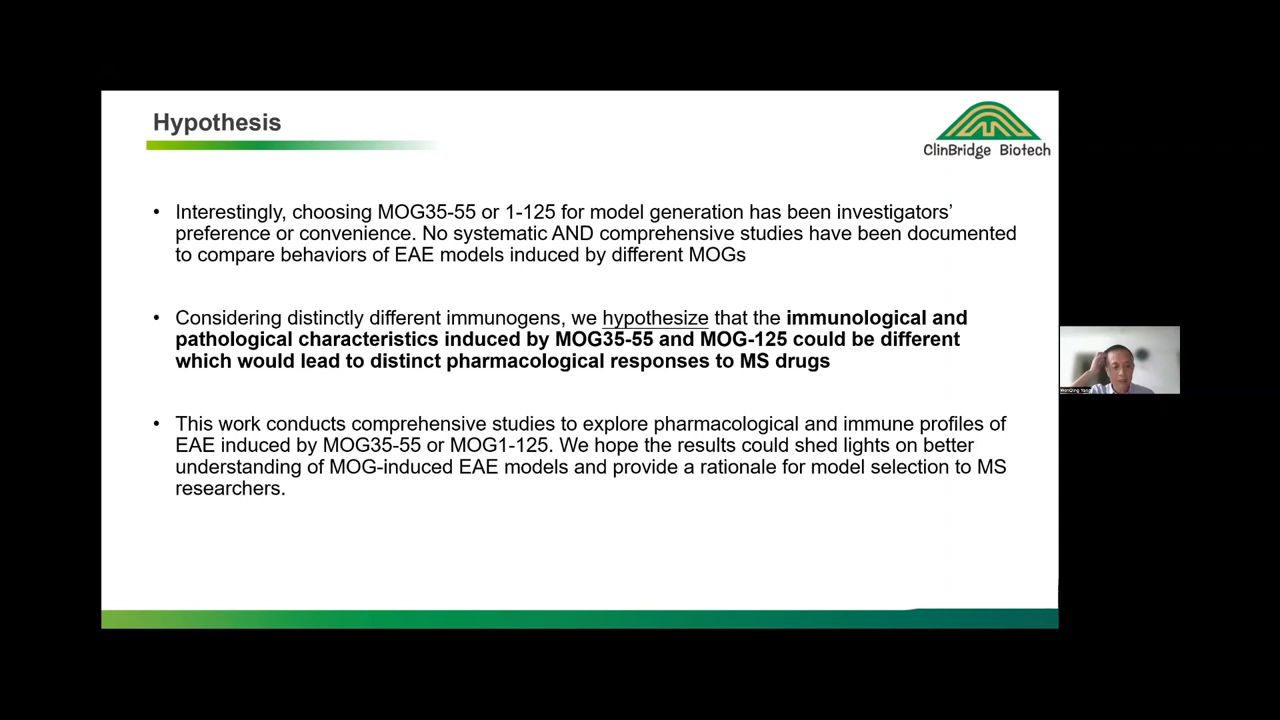 Hypothesis
ClinBridge Biotech
• Interestingly, choosing MOG35-55 or 1-125 for model generation has been investigators’
preference or convenience. No systematic AND comprehensive studies have been documented
to compare behaviors of EAE models induced by different MOGs
• Considering distinctly different immunogens, we hypothesize that the immunological and
pathological characteristics induced by MOG35-55 and MOG-125 could be different
which would lead to distinct pharmacological responses to MS drugs
• This work conducts comprehensive studies to explore pharmacological and immune profiles of
EAE induced by MOG35-55 or MOG1-125. We hope the results could shed lights on better
understanding of MOG-induced EAE models and provide a rationale for model selection to MS
researchers.